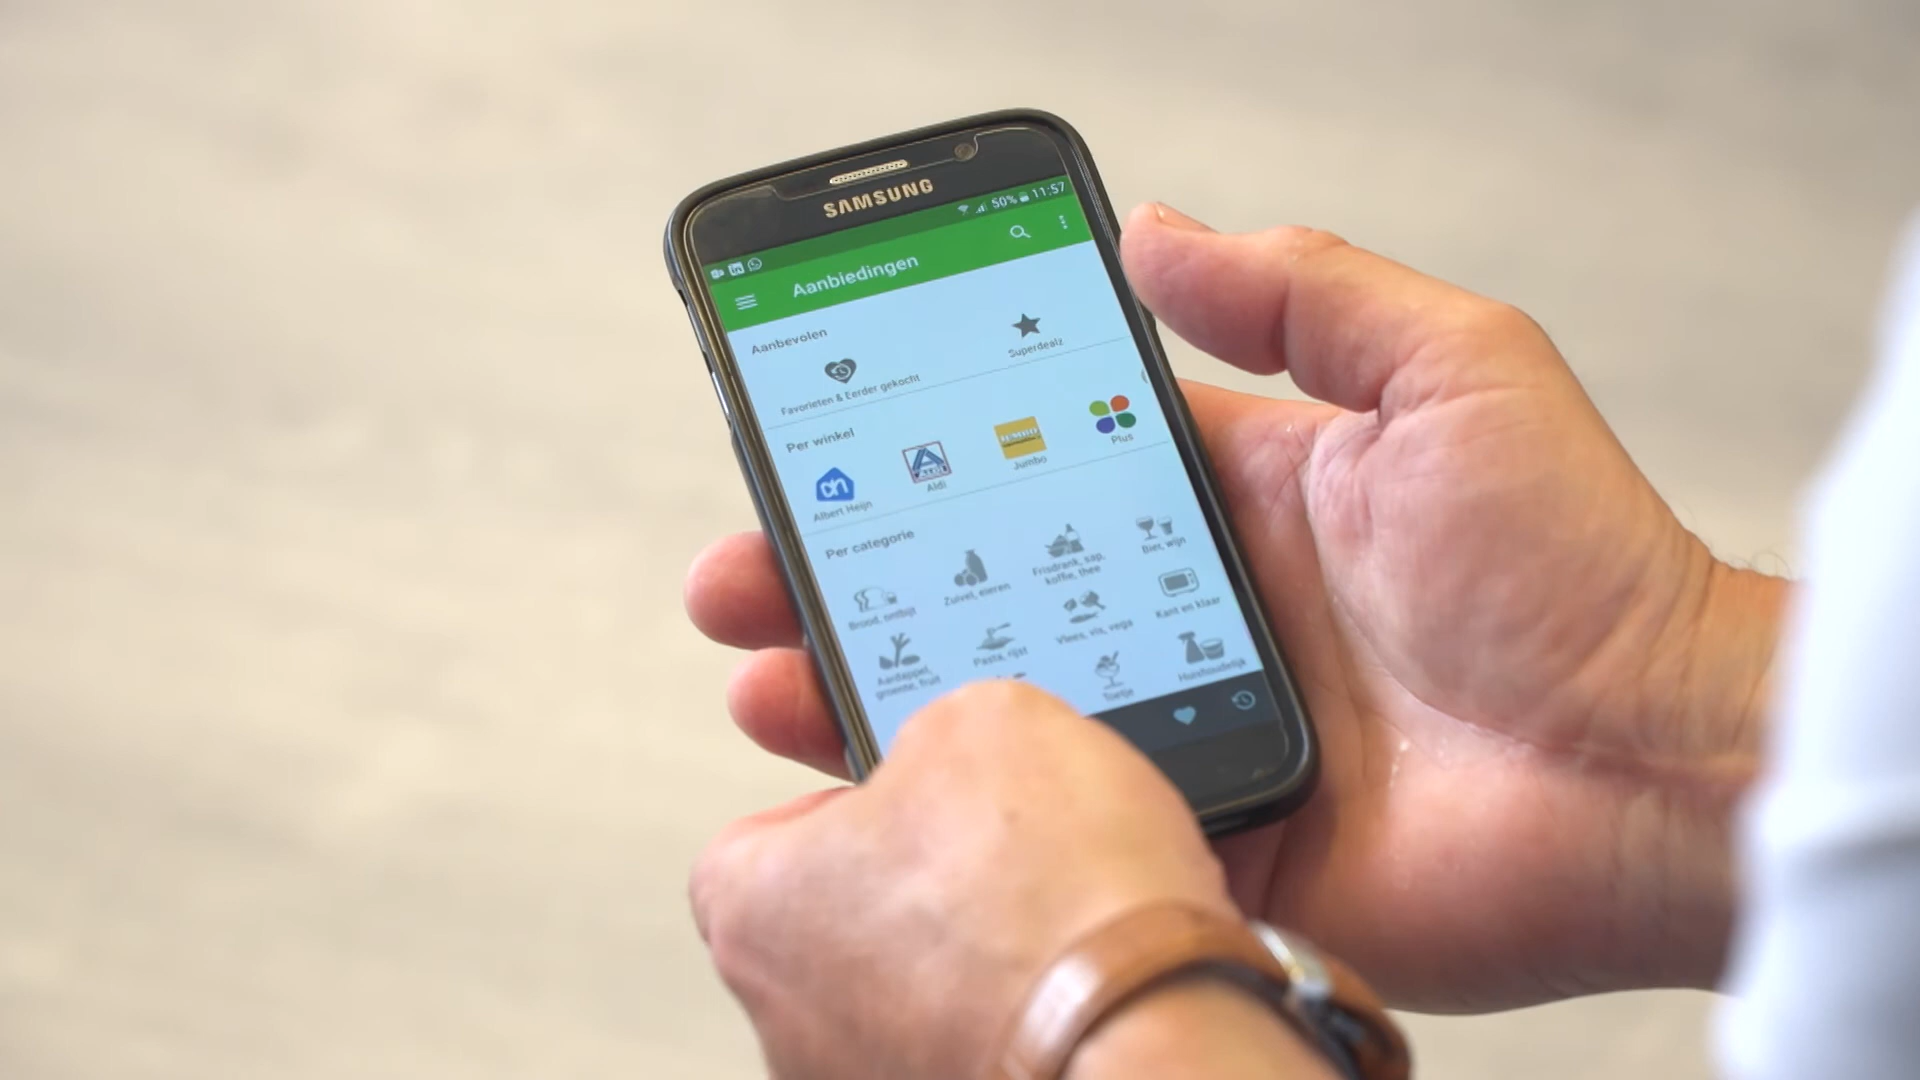 SAMSUNG
50% 11:57
Aanbiedingen
Aanbevolen
Favorieten & Eerder gekocht
Superdealz
Per winkel
Albert Heijn
ALDI
Aldi
JUMBO
Jumbo
Plus
Per categorie
Brood, ontbijt
Zuivel, eieren
Frisdrank, sap,
koffie, thee
Bier, wijn
Aardappel,
groente, fruit
Pasta, rijst
Vlees, vis, vega
Kant en klaar
Toetje
Huishoudelijk